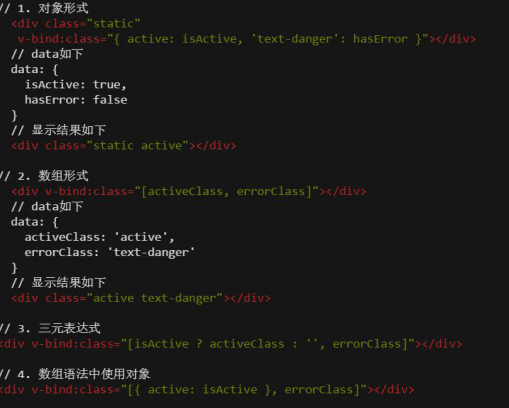 // 1. 对象形式
<div class="static"
v-bind:class="{ active: isActive, 'text-danger': hasError }"></div>
// data如下
data: {
isActive: true,
hasError: false
}
// 显示结果如下
<div class="static active"></div>
// 2. 数组形式
<div v-bind:class="[activeClass, errorClass]"></div>
// data如下
data: {
activeClass: 'active',
errorClass: 'text-danger'
}
// 显示结果如下
<div class="active text-danger"></div>
// 3. 三元表达式
<div v-bind:class="[isActive ? activeClass : '', errorClass]"></div>
// 4. 数组语法中使用对象
<div v-bind:class="[{ active: isActive }, errorClass]"></div>